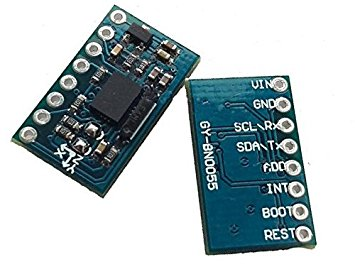 VIN
GND
SCL\RX
SDA\TX
ADD
INT
BOOT
REST
GY-BNO055